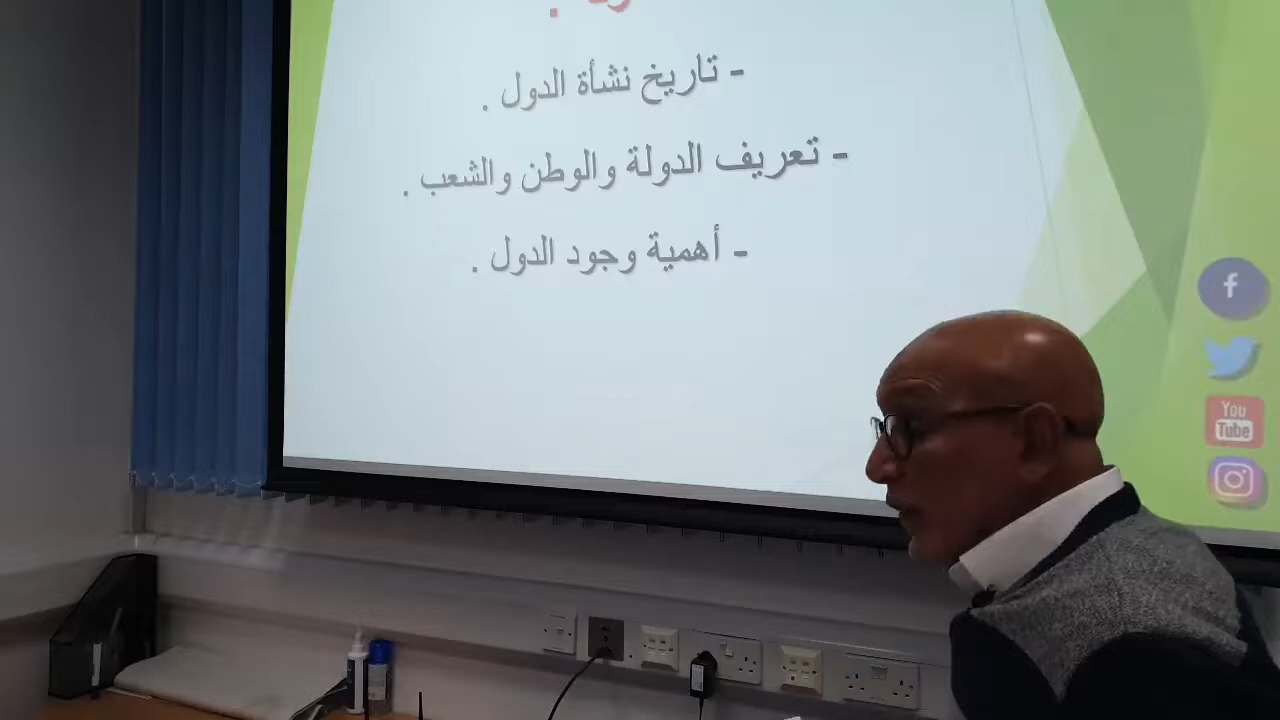 - تاريخ نشأة الدول .
- تعريف الدولة والوطن والشعب .
- أهمية وجود الدول .
f
You
Tube